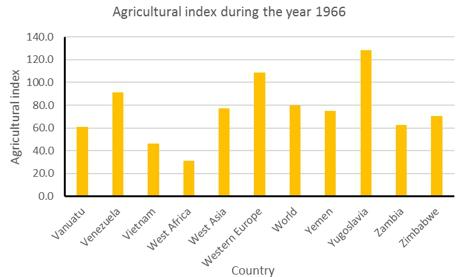 Agricultural index during the year 1966
140.0
120.0
100.0
80.0
60.0
40.0
20.0
0.0
Agricultural index
Vanuatu
Venezuela
Vietnam
West Africa
West Asia
Western Europe
World
Yemen
Yugoslavia
Zambia
Zimbabwe
Country